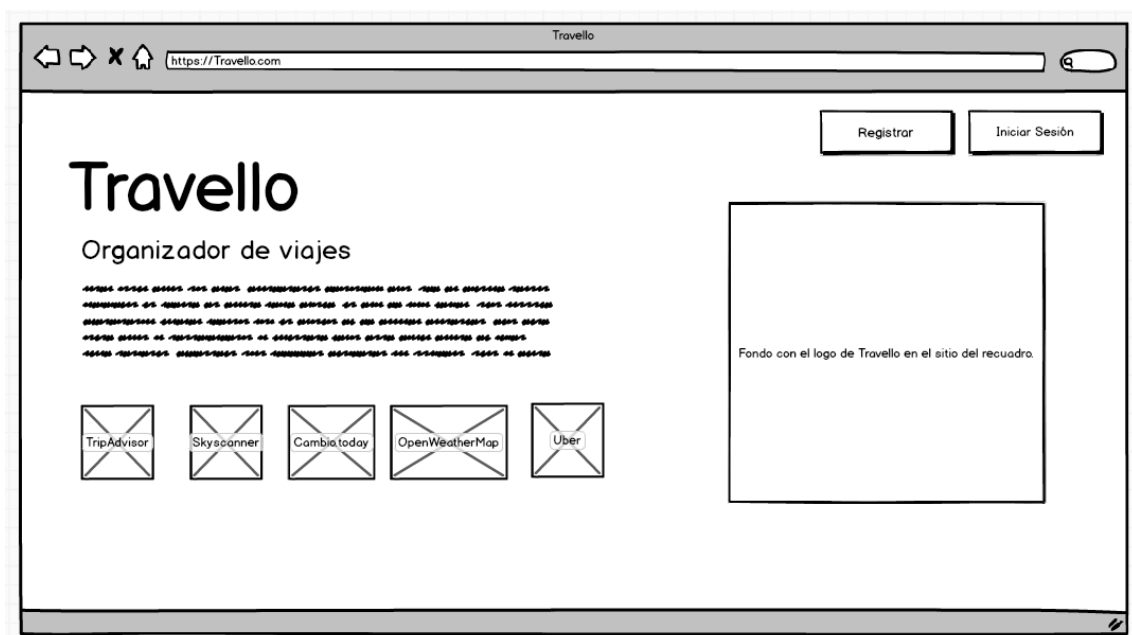 Travello
https://Travello.com
Registrar
Iniciar Sesión
Travello
Organizador de viajes
Fondo con el logo de Travello en el sitio del recuadro.
TripAdvisor
Skyscanner
Cambio.today
OpenWeatherMap
Uber